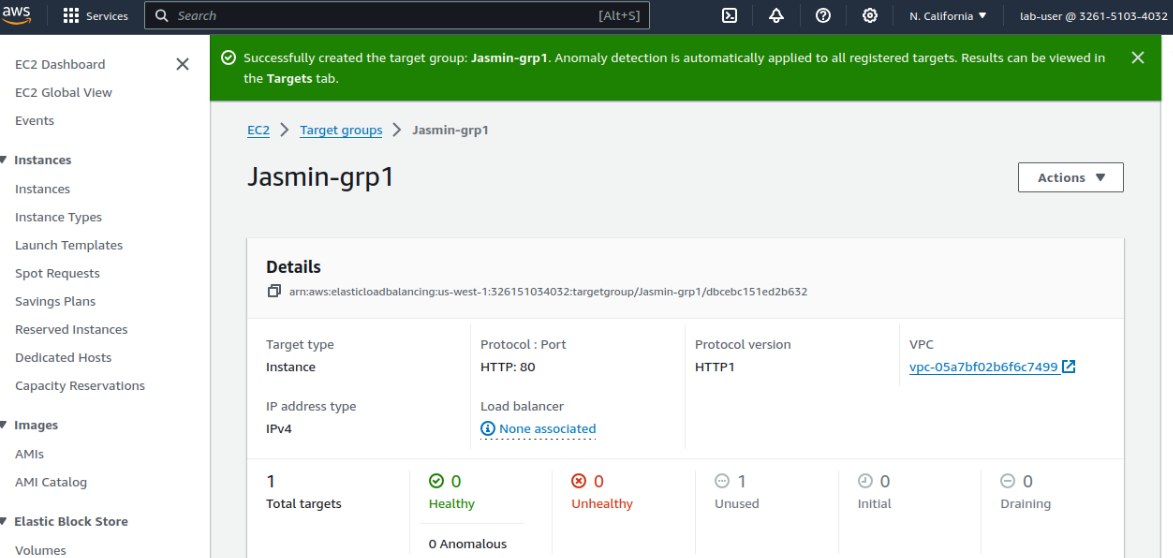 aws
Services
Search
[Alt+S]
N. California
lab-user @ 3261-5103-4032
EC2 Dashboard
EC2 Global View
Events
Instances
Instances
Instance Types
Launch Templates
Spot Requests
Savings Plans
Reserved Instances
Dedicated Hosts
Capacity Reservations
Images
AMIs
AMI Catalog
Elastic Block Store
Volumes
Successfully created the target group: Jasmin-grp1. Anomaly detection is automatically applied to all registered targets. Results can be viewed in
the Targets tab.
EC2 > Target groups > Jasmin-grp1
Jasmin-grp1
Actions
Details
arn:aws:elasticloadbalancing:us-west-1:326151034032:targetgroup/Jasmin-grp1/dbcebc151ed2b632
Target type
Instance
Protocol : Port
HTTP: 80
Protocol version
HTTP1
VPC
vpc-05a7bf02b6f6c7499
IP address type
IPv4
Load balancer
None associated
1
Total targets
0
Healthy
0 Anomalous
0
Unhealthy
1
Unused
0
Initial
0
Draining